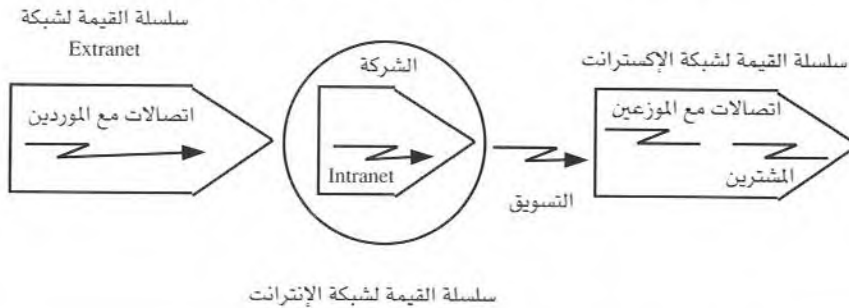 سلسلة القيمة لشبكة
Extranet
اتصالات مع الموردين
الشركة
Intranet
التسويق
سلسلة القيمة لشبكة الإكسترانت
اتصالات مع الموزعين
المشترين
سلسلة القيمة لشبكة الإنترانت